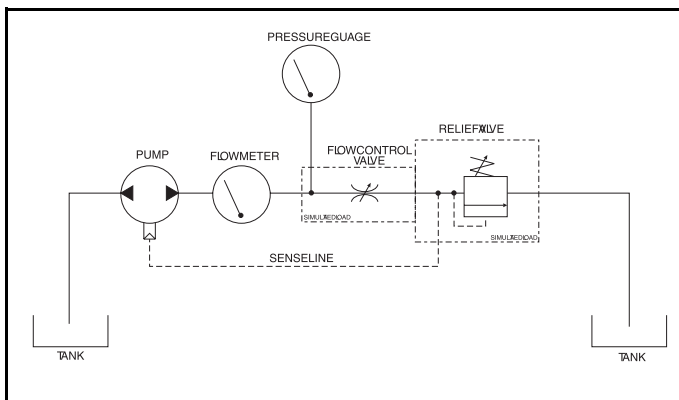 PRESSUREGUAGE
RELIEFVALVE
FLOWCONTROL
VALVE
PUMP
FLOWMETER
SIMULATEDLOAD
SIMULATEDLOAD
SENSELINE
TANK
TANK